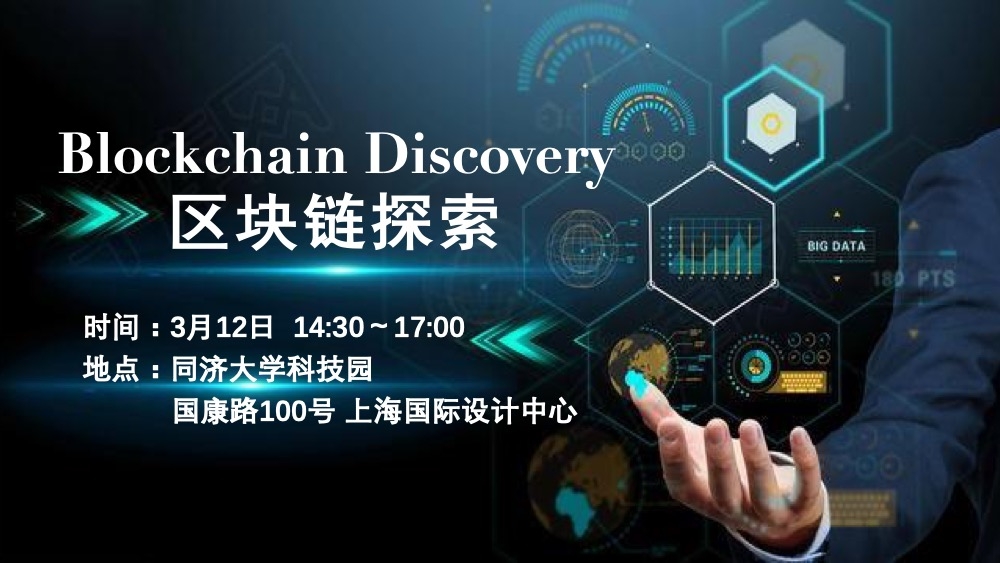 Blockchain Discovery
区块链探索
时间：3月12日 14:30 ~ 17:00
地点：同济大学科技园
国康路100号 上海国际设计中心
BIG DATA
180 PTS